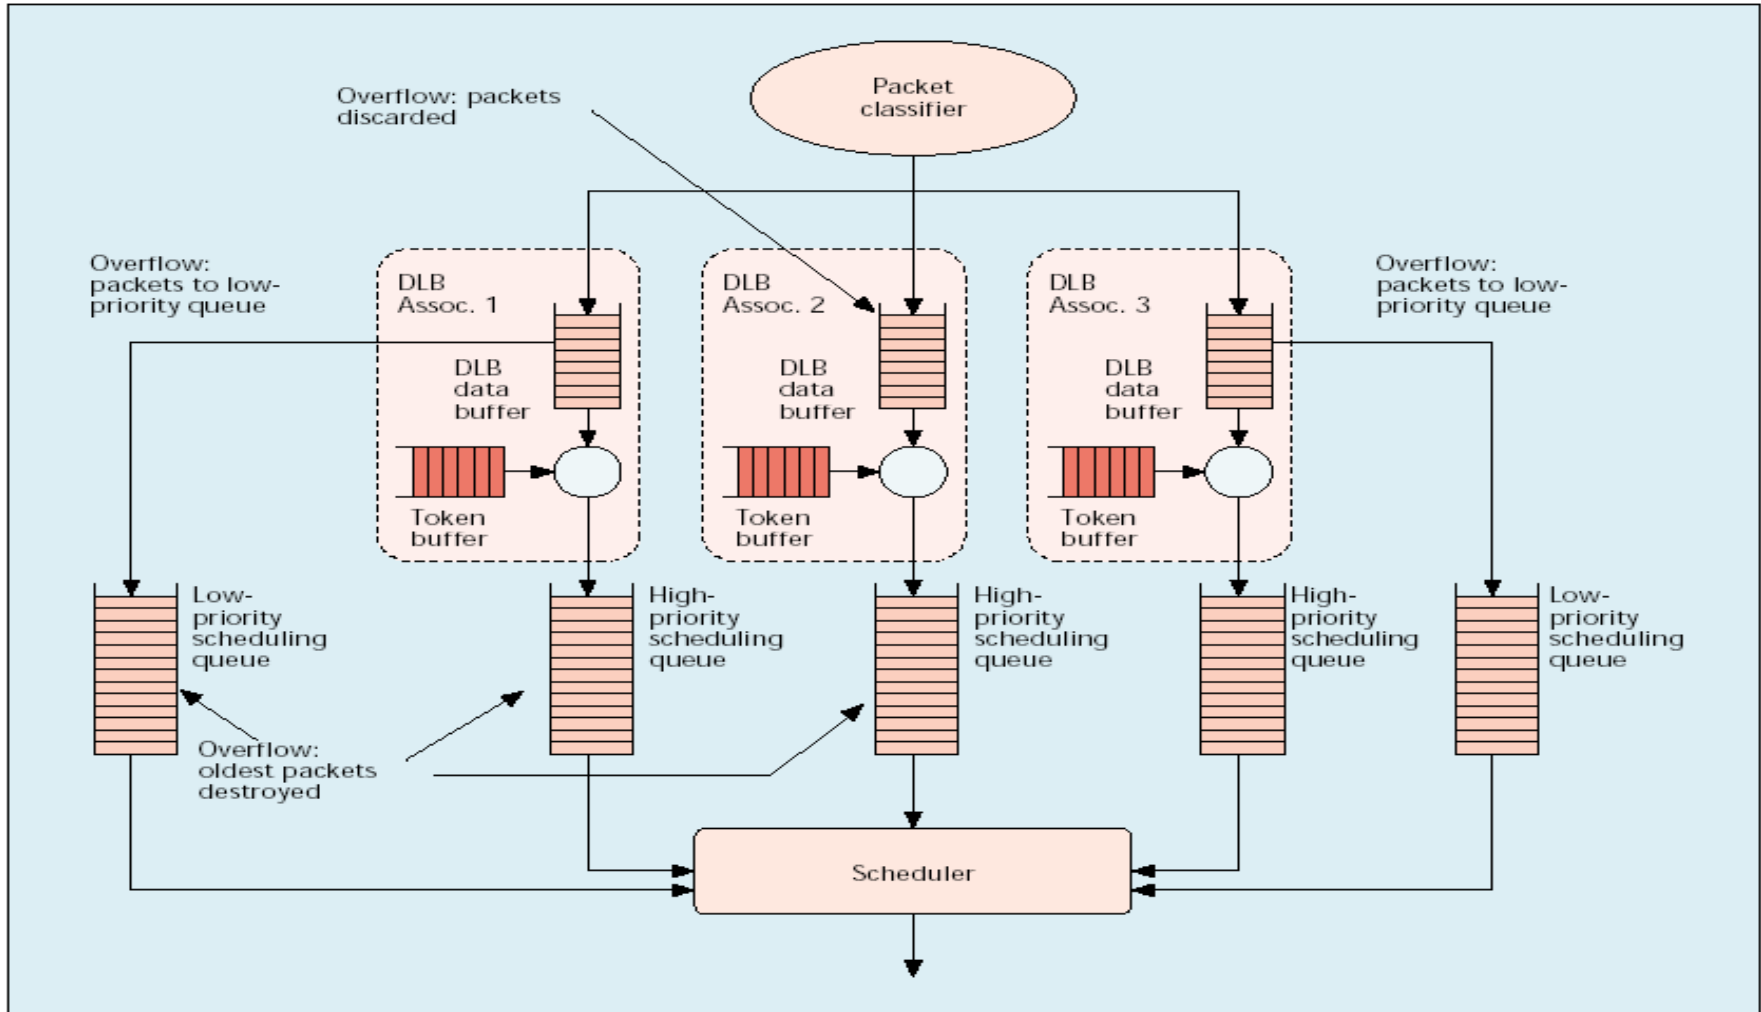 Packet
classifier
Overflow: packets
discarded
Overflow:
packets to low-
priority queue
DLB
Assoc. 1
DLB
data
buffer
Token
buffer
DLB
Assoc. 2
DLB
data
buffer
Token
buffer
DLB
Assoc. 3
DLB
data
buffer
Token
buffer
Overflow:
packets to low-
priority queue
Low-
priority
scheduling
queue
High-
priority
scheduling
queue
High-
priority
scheduling
queue
High-
priority
scheduling
queue
Low-
priority
scheduling
queue
Overflow:
oldest packets
destroyed
Scheduler